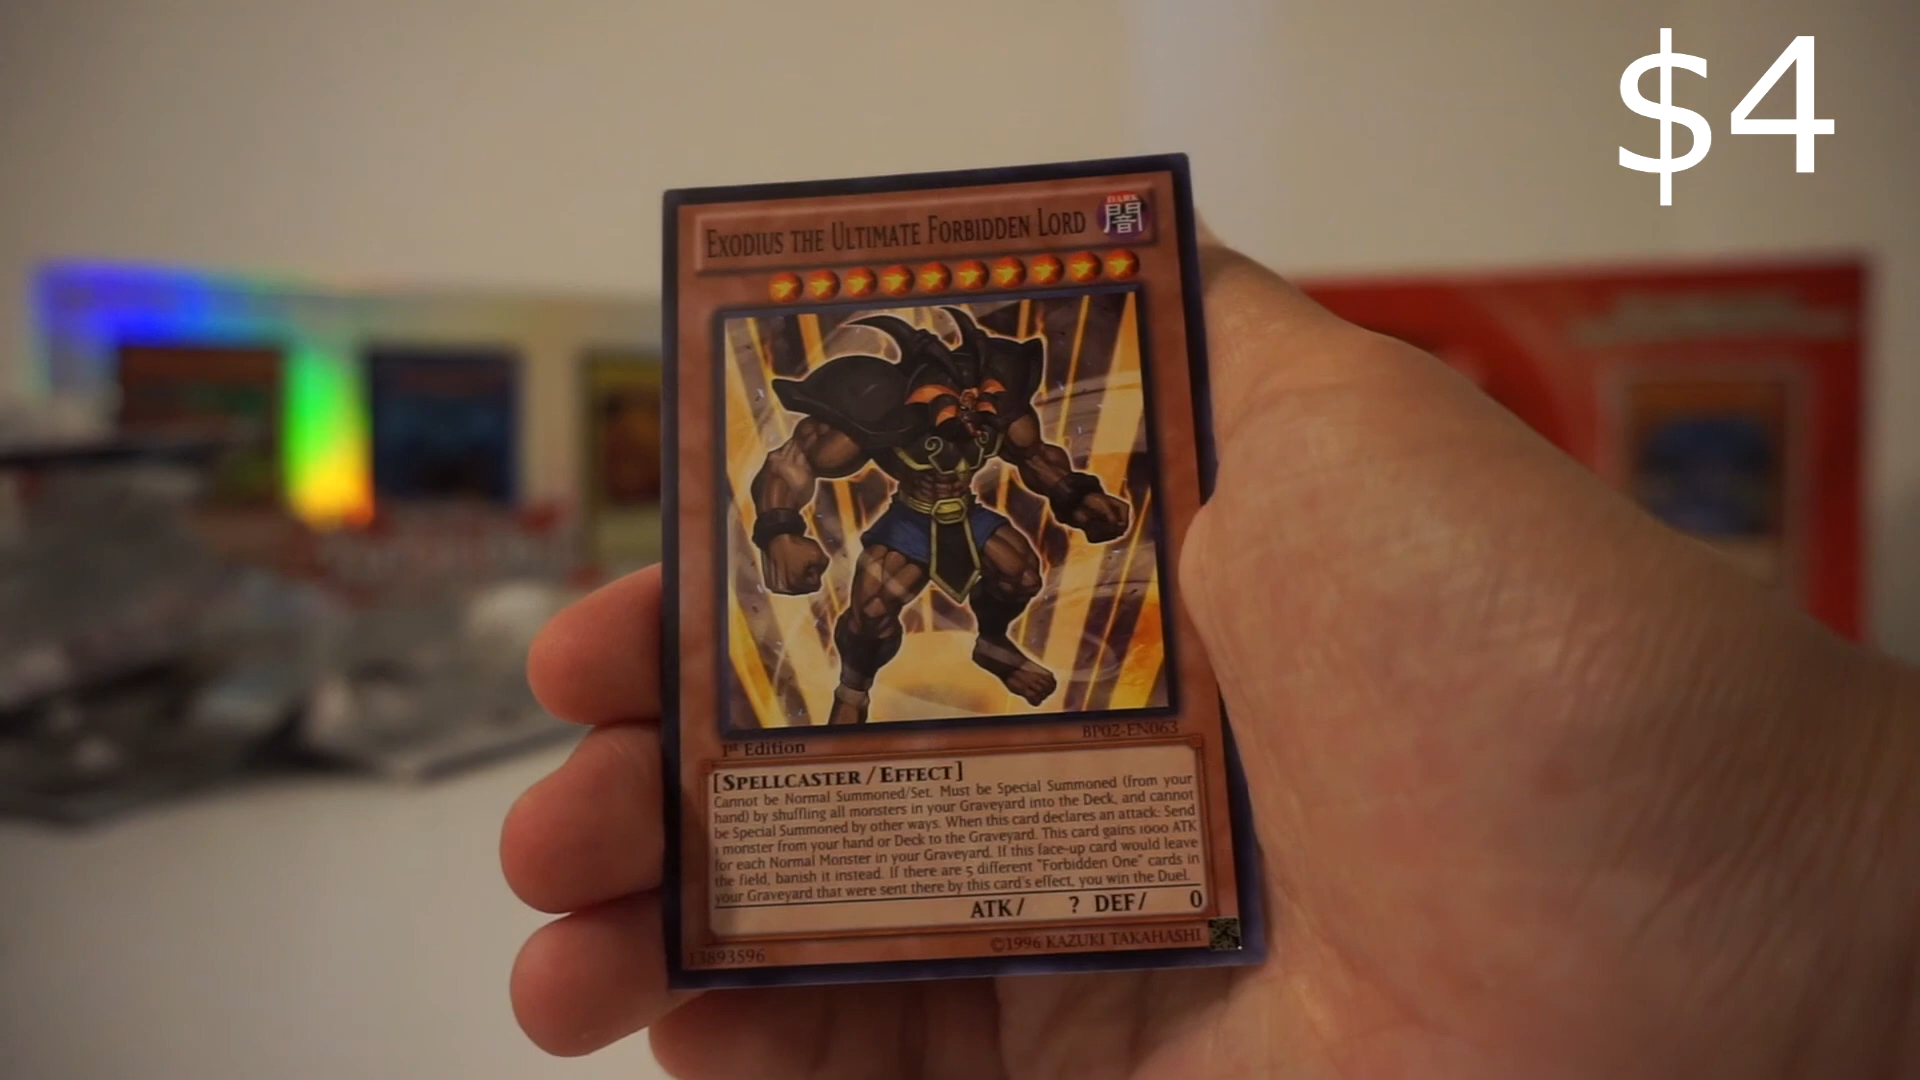 $4
Exodius the Ultimate Forbidden Lord
DARK
闇
1st Edition
BP02-EN063
[Spellcaster/Effect]
Cannot be Normal Summoned/Set. Must be Special Summoned (from your
hand) by shuffling all monsters in your Graveyard into the Deck, and cannot
be Special Summoned by other ways. When this card declares an attack: Send
1 monster from your hand or Deck to the Graveyard. This card gains 1000 ATK
for each Normal Monster in your Graveyard. If this face-up card would leave
the field, banish it instead. If there are 5 different "Forbidden One" cards in
your Graveyard that were sent there by this card's effect, you win the Duel.
ATK/ ? DEF/ 0
13893596
©1996 KAZUKI TAKAHASHI